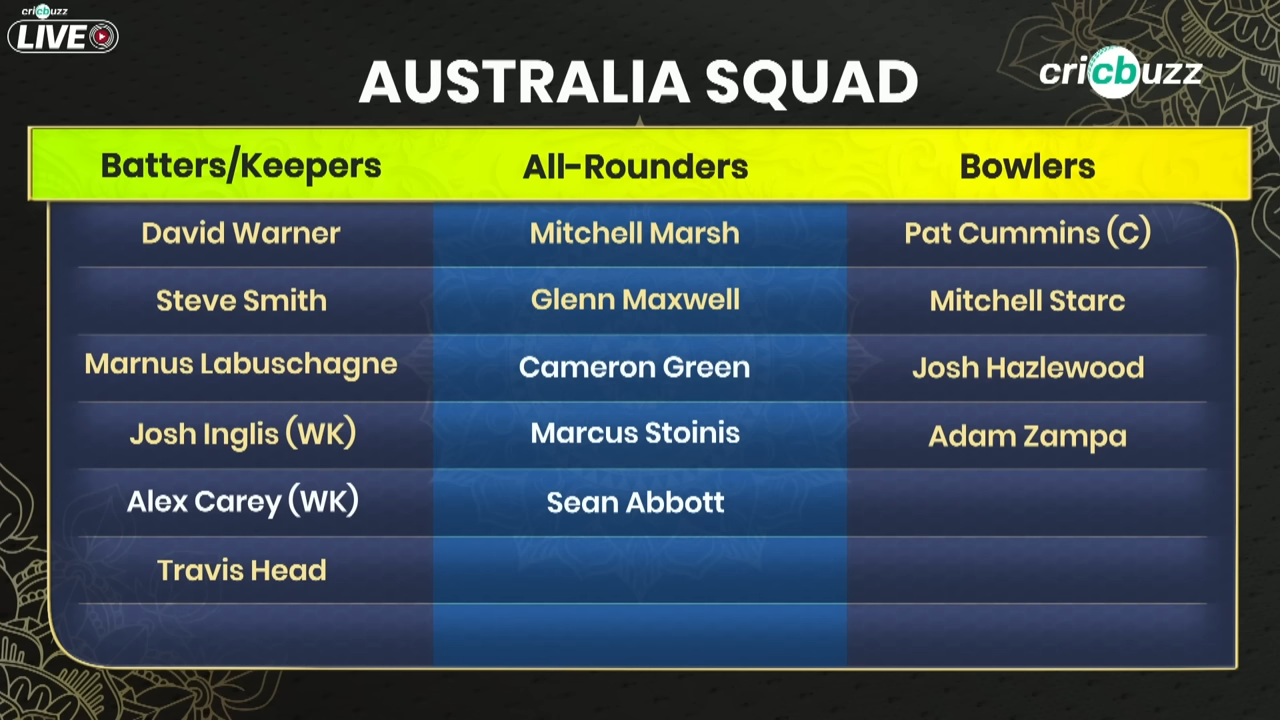 cricbuzz
LIVE
AUSTRALIA SQUAD
cricbuzz
Batters/Keepers All-Rounders Bowlers
David Warner Mitchell Marsh Pat Cummins (C)
Steve Smith Glenn Maxwell Mitchell Starc
Marnus Labuschagne Cameron Green Josh Hazlewood
Josh Inglis (WK) Marcus Stoinis Adam Zampa
Alex Carey (WK) Sean Abbott
Travis Head